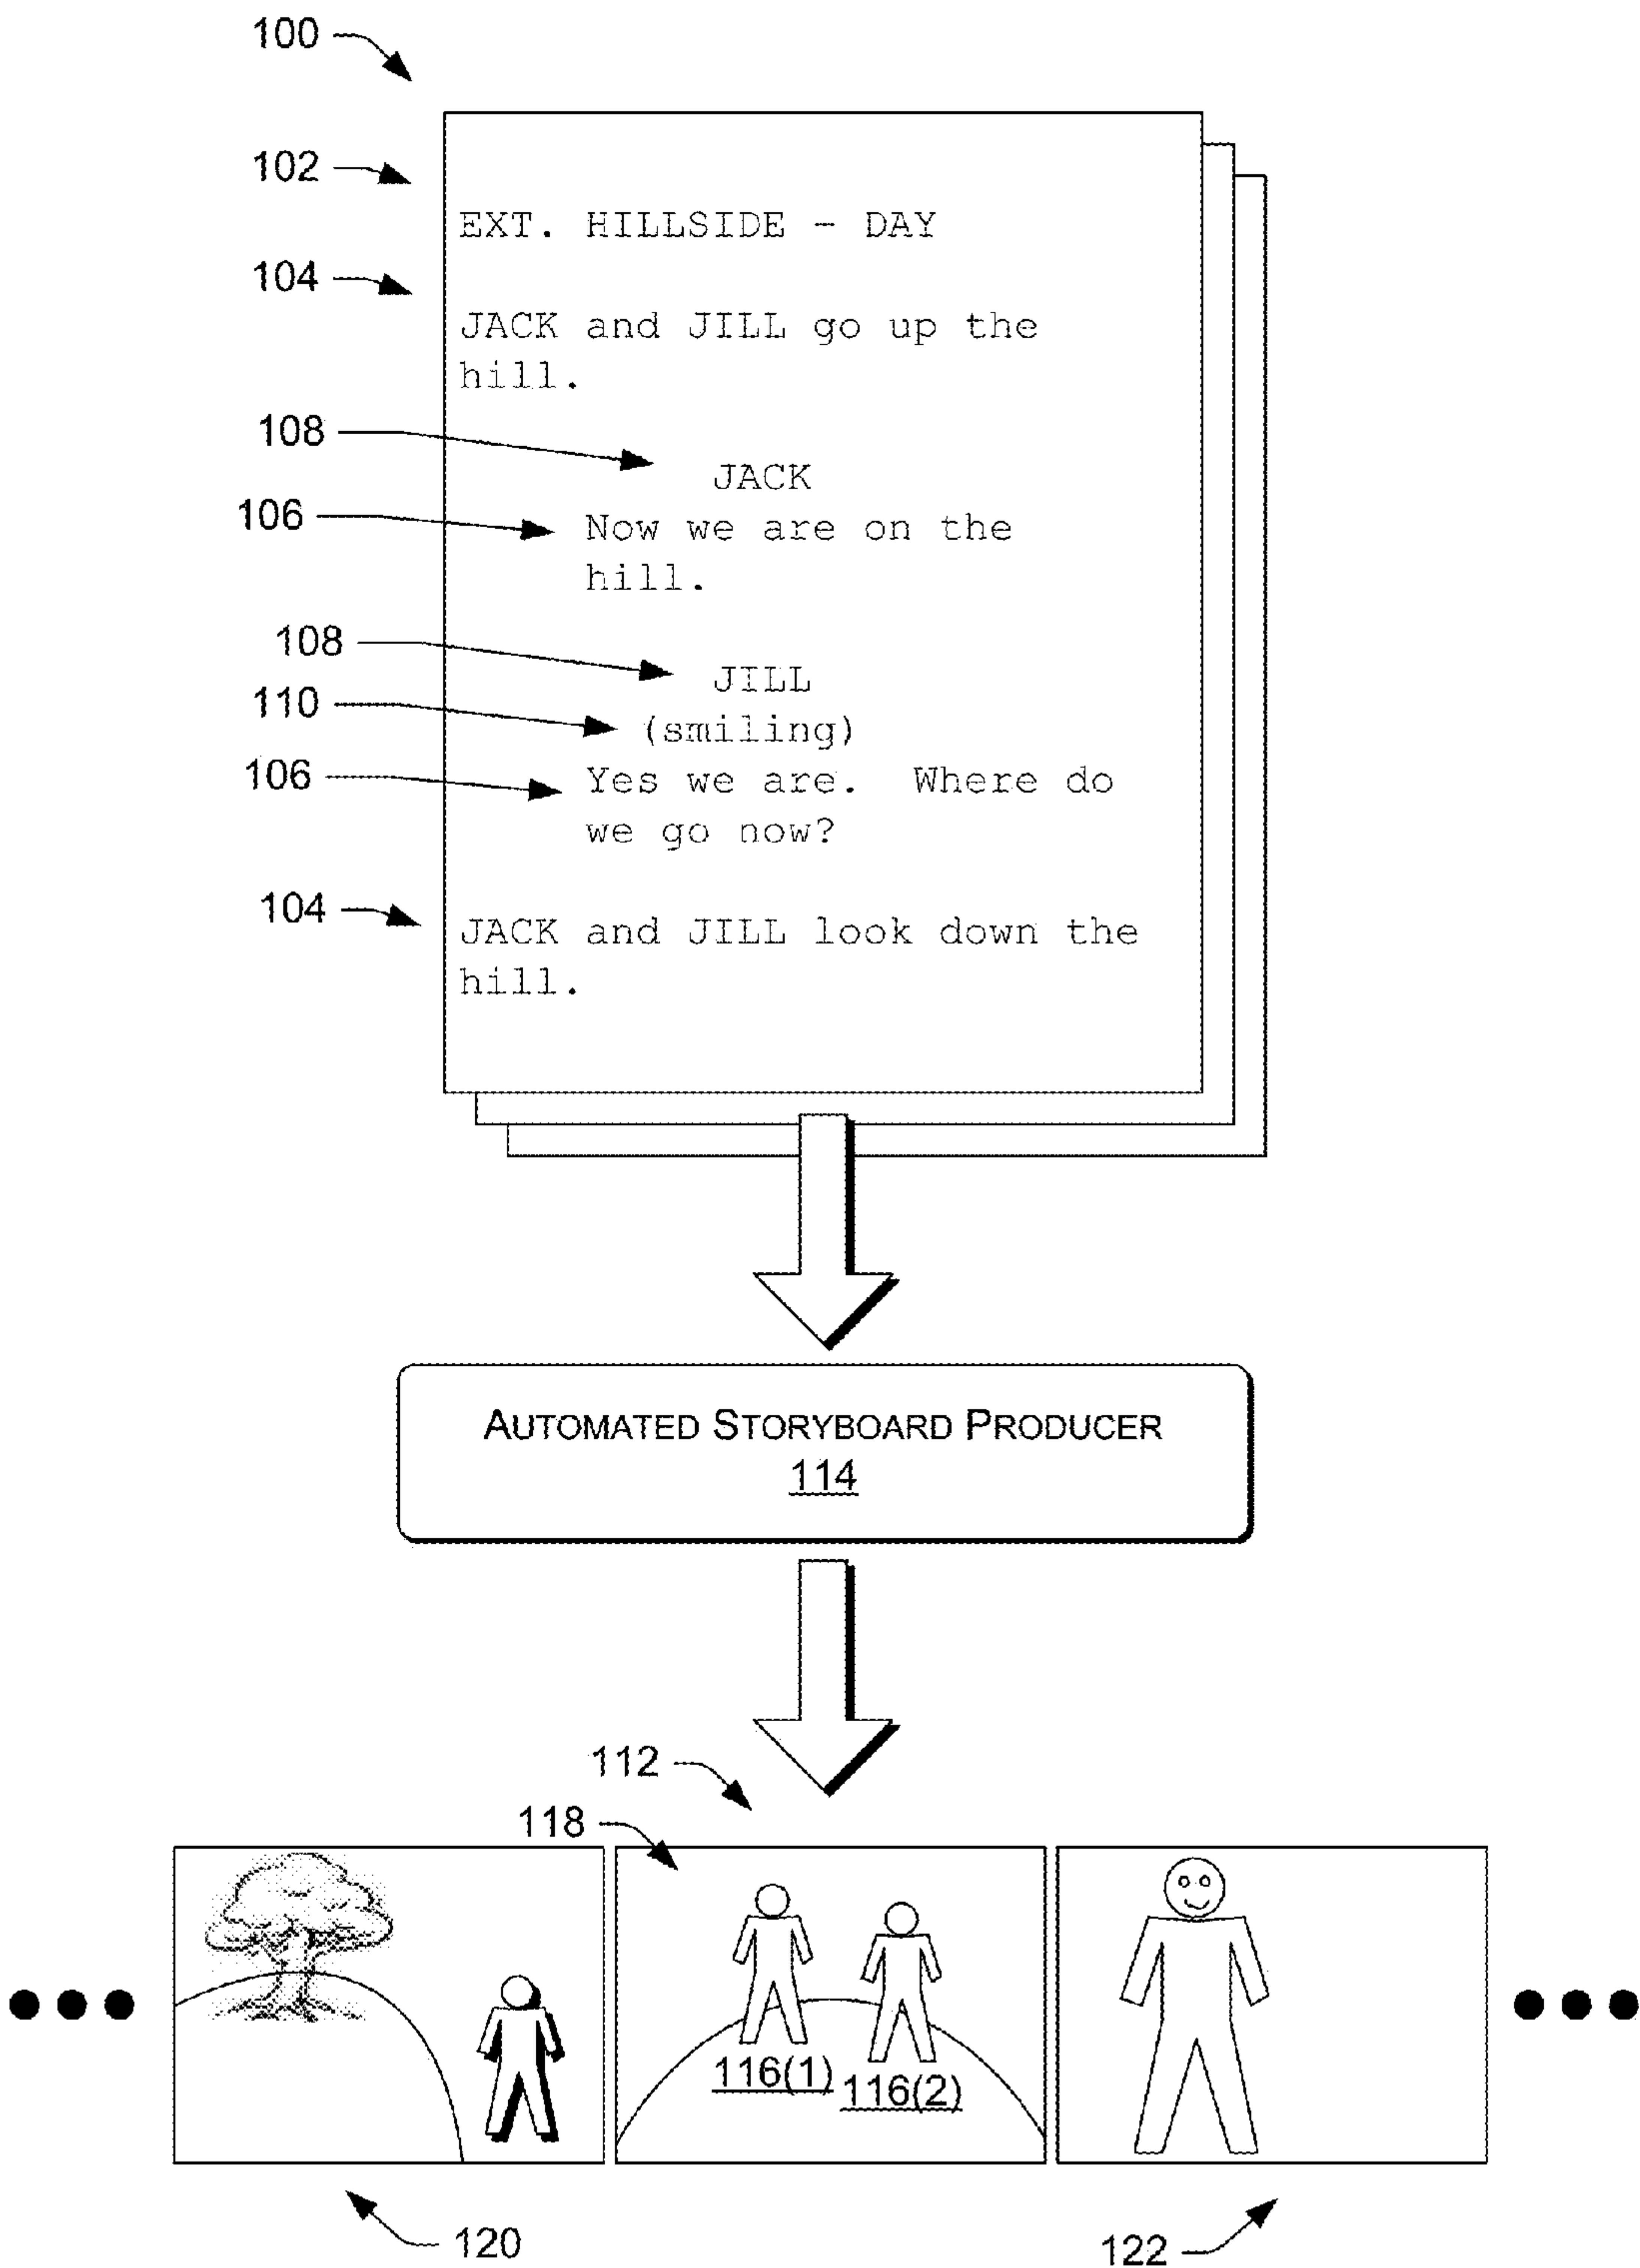 100
102
EXT. HILLSIDE - DAY
104
JACK and JILL go up the
hill.
108
JACK
106
Now we are on the
hill.
108
JILL
110
(smiling)
106
Yes we are.  Where do
we go now?
104
JACK and JILL look down the
hill.
AUTOMATED STORYBOARD PRODUCER
114
112
118
116(1)
116(2)
120
122